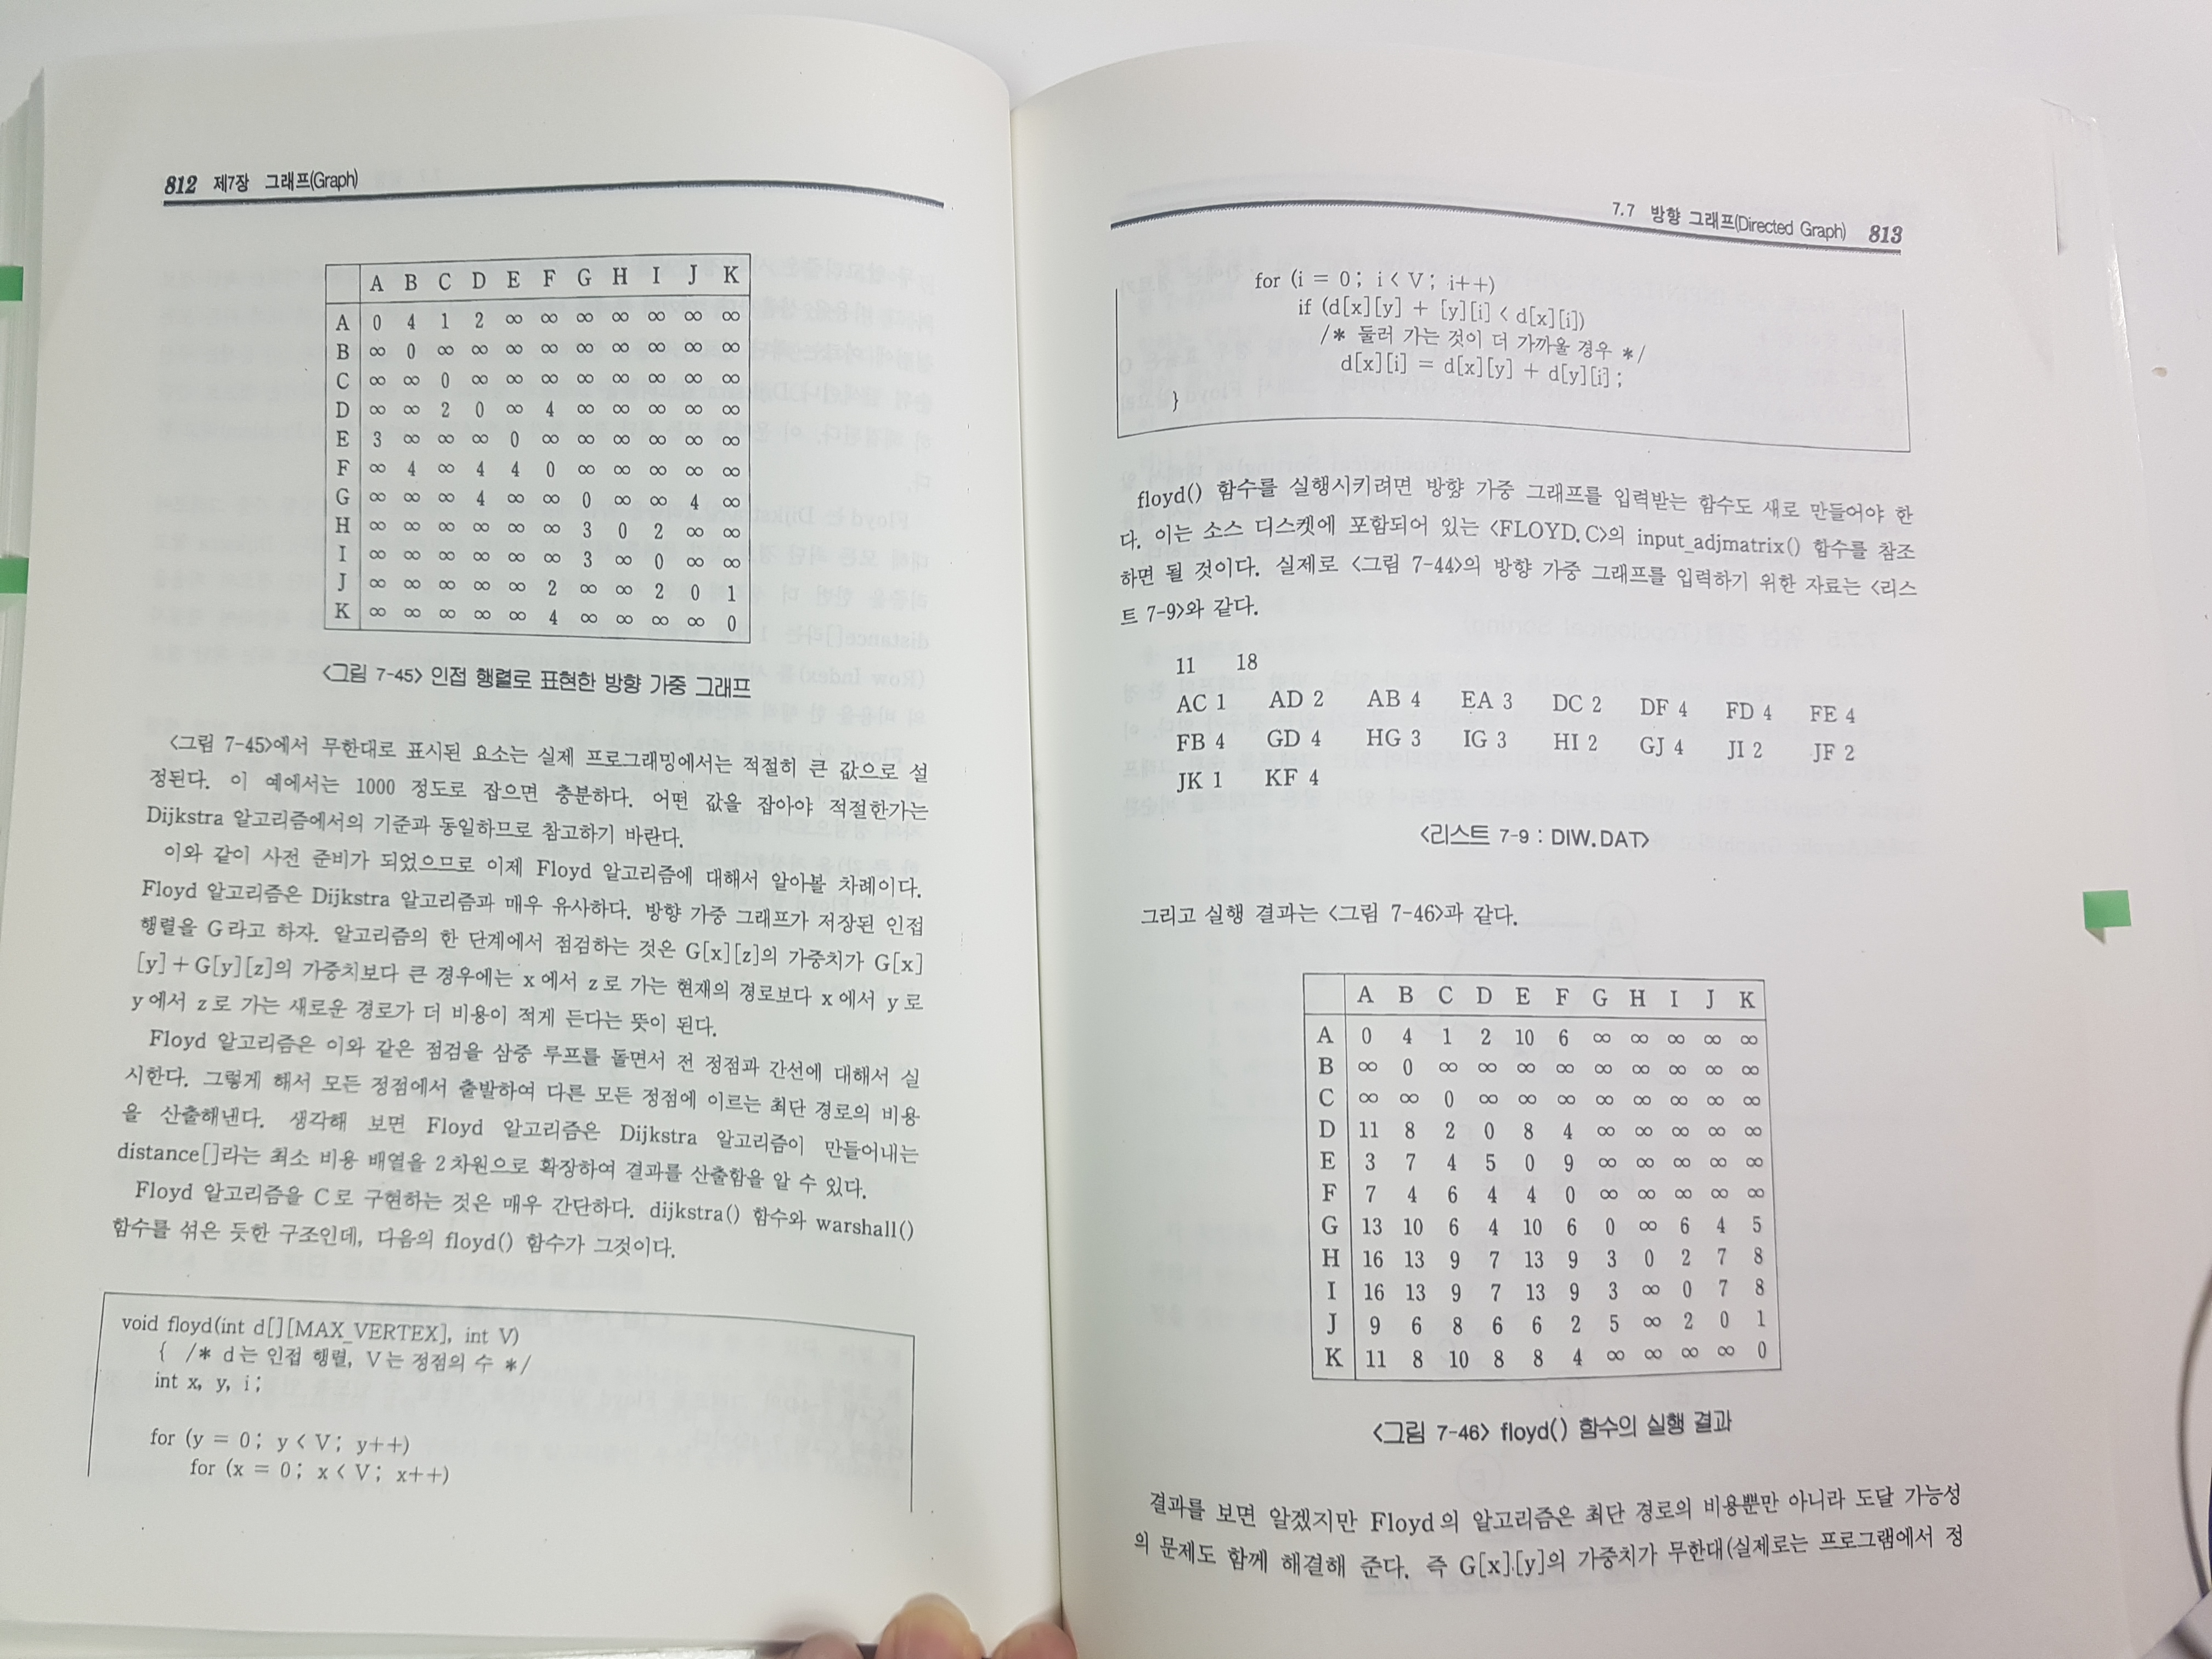 812 제7장 그래프(Graph)
A B C D E F G H I J K
A 0 4 1 2 ∞ ∞ ∞ ∞ ∞ ∞ ∞
B ∞ 0 ∞ ∞ ∞ ∞ ∞ ∞ ∞ ∞ ∞
C ∞ ∞ 0 ∞ ∞ ∞ ∞ ∞ ∞ ∞ ∞
D ∞ ∞ 2 0 ∞ 4 ∞ ∞ ∞ ∞ ∞
E 3 ∞ ∞ ∞ 0 ∞ ∞ ∞ ∞ ∞ ∞
F ∞ 4 ∞ 4 4 0 ∞ ∞ ∞ ∞ ∞
G ∞ ∞ ∞ 4 ∞ ∞ 0 ∞ ∞ 4 ∞
H ∞ ∞ ∞ ∞ ∞ ∞ 3 0 2 ∞ ∞
I ∞ ∞ ∞ ∞ ∞ ∞ 3 ∞ 0 ∞ ∞
J ∞ ∞ ∞ ∞ ∞ 2 ∞ ∞ 2 0 1
K ∞ ∞ ∞ ∞ ∞ 4 ∞ ∞ ∞ ∞ 0
<그림 7-45> 인접 행렬로 표현한 방향 가중 그래프
<그림 7-45>에서 무한대로 표시된 요소는 실제 프로그래밍에서는 적절히 큰 값으로 설
정된다. 이 예에서는 1000 정도로 잡으면 충분하다. 어떤 값을 잡아야 적절한가는
Dijkstra 알고리즘에서의 기준과 동일하므로 참고하기 바란다.
이와 같이 사전 준비가 되었으므로 이제 Floyd 알고리즘에 대해서 알아볼 차례이다.
Floyd 알고리즘은 Dijkstra 알고리즘과 매우 유사하다. 방향 가중 그래프가 저장된 인접
행렬을 G라고 하자. 알고리즘의 한 단계에서 점검하는 것은 G[x][z]의 가중치가 G[x]
[y]+G[y][z]의 가중치보다 큰 경우에는 x에서 z로 가는 현재의 경로보다 x에서 y로
y에서 z로 가는 새로운 경로가 더 비용이 적게 든다는 뜻이 된다.
Floyd 알고리즘은 이와 같은 점검을 삼중 루프를 돌면서 전 정점과 간선에 대해서 실
시한다. 그렇게 해서 모든 정점에서 출발하여 다른 모든 정점에 이르는 최단 경로의 비용
을 산출해낸다. 생각해 보면 Floyd 알고리즘은 Dijkstra 알고리즘이 만들어내는
distance[]라는 최소 비용 배열을 2차원으로 확장하여 결과를 산출함을 알 수 있다.
Floyd 알고리즘을 C로 구현하는 것은 매우 간단하다. dijkstra() 함수와 warshall()
함수를 섞은 듯한 구조인데, 다음의 floyd() 함수가 그것이다.
void floyd(int d[][MAX_VERTEX], int V)
{ /* d는 인접 행렬, V는 정점의 수 */
int x, y, i;
for (y = 0; y < V; y++)
for (x = 0; x < V; x++)
7.7 방향 그래프(Directed Graph) 813
for (i = 0; i < V; i++)
if (d[x][y] + [y][i] < d[x][i])
/* 둘러 가는 것이 더 가까울 경우 */
d[x][i] = d[x][y] + d[y][i];
}
floyd() 함수를 실행시키려면 방향 가중 그래프를 입력받는 함수도 새로 만들어야 한
다. 이는 소스 디스켓에 포함되어 있는 <FLOYD.C>의 input_adjmatrix() 함수를 참조
하면 될 것이다. 실제로 <그림 7-44>의 방향 가중 그래프를 입력하기 위한 자료는 <리스
트 7-9>와 같다.
11 18
AC 1 AD 2 AB 4 EA 3 DC 2 DF 4 FD 4 FE 4
FB 4 GD 4 HG 3 IG 3 HI 2 GJ 4 JI 2 JF 2
JK 1 KF 4
<리스트 7-9 : DIW.DAT>
그리고 실행 결과는 <그림 7-46>과 같다.
A B C D E F G H I J K
A 0 4 1 2 10 6 ∞ ∞ ∞ ∞ ∞
B ∞ 0 ∞ ∞ ∞ ∞ ∞ ∞ ∞ ∞ ∞
C ∞ ∞ 0 ∞ ∞ ∞ ∞ ∞ ∞ ∞ ∞
D 11 8 2 0 8 4 ∞ ∞ ∞ ∞ ∞
E 3 7 4 5 0 9 ∞ ∞ ∞ ∞ ∞
F 7 4 6 4 4 0 ∞ ∞ ∞ ∞ ∞
G 13 10 6 4 10 6 0 ∞ 6 4 5
H 16 13 9 7 13 9 3 0 2 7 8
I 16 13 9 7 13 9 3 ∞ 0 7 8
J 9 6 8 6 6 2 5 ∞ 2 0 1
K 11 8 10 8 8 4 ∞ ∞ ∞ ∞ 0
<그림 7-46> floyd() 함수의 실행 결과
결과를 보면 알겠지만 Floyd의 알고리즘은 최단 경로의 비용뿐만 아니라 도달 가능성
의 문제도 함께 해결해 준다. 즉 G[x].[y]의 가중치가 무한대(실제로는 프로그램에서 정